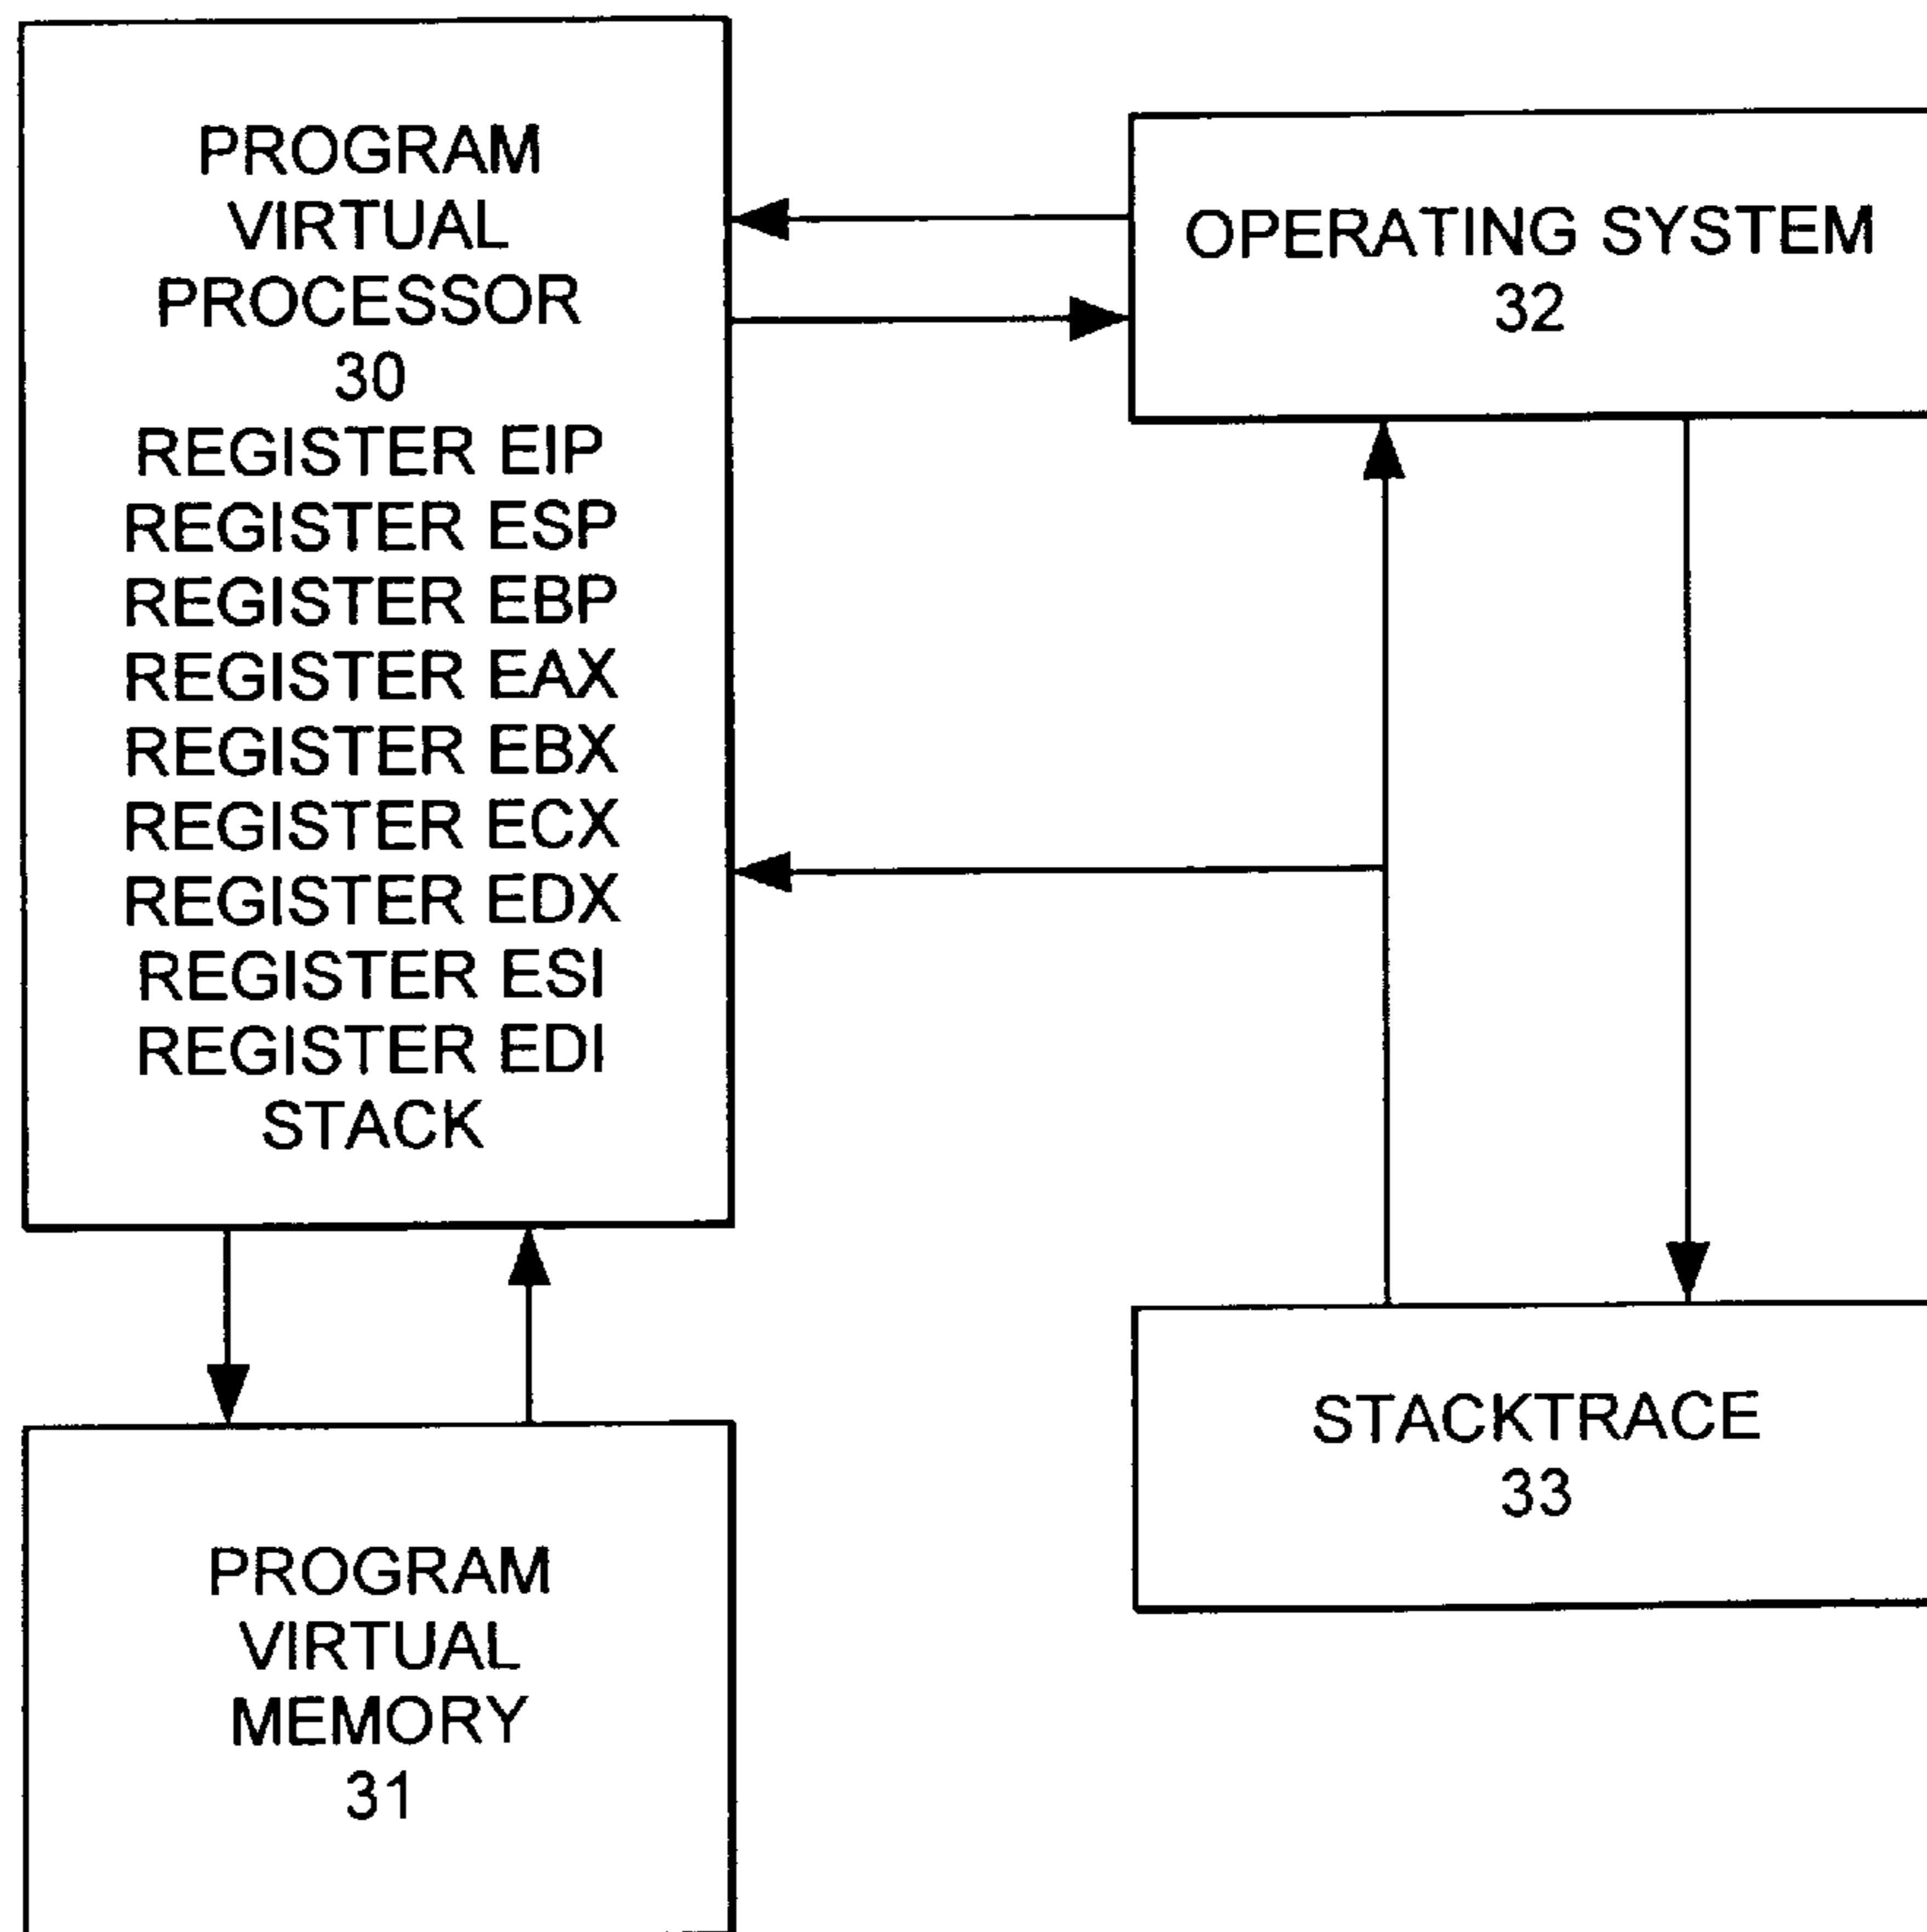 PROGRAM
VIRTUAL
PROCESSOR
30
REGISTER EIP
REGISTER ESP
REGISTER EBP
REGISTER EAX
REGISTER EBX
REGISTER ECX
REGISTER EDX
REGISTER ESI
REGISTER EDI
STACK
OPERATING SYSTEM
32
STACKTRACE
33
PROGRAM
VIRTUAL
MEMORY
31